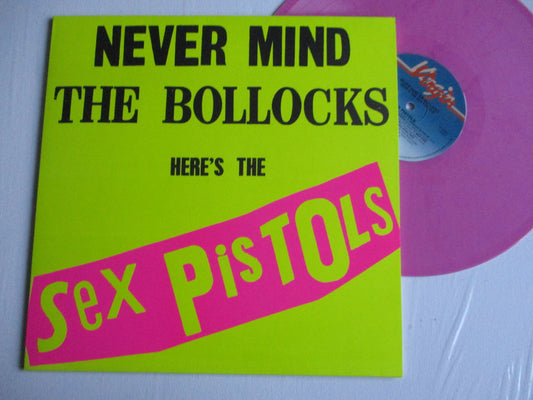 NEVER MIND
THE BOLLOCKS
HERE'S THE
Sex PisTOls
Virgin